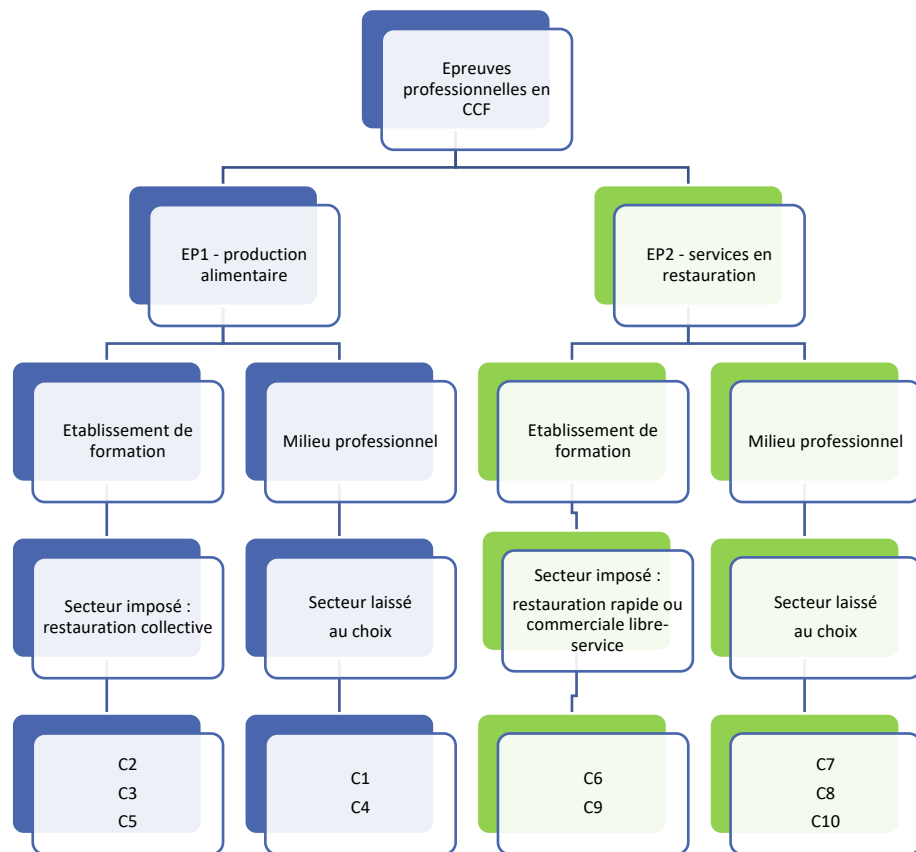 Epreuves
professionnelles en
CCF
EP1 - production
alimentaire
EP2 - services en
restauration
Etablissement de
formation
Milieu professionnel
Etablissement de
formation
Milieu professionnel
Secteur imposé :
restauration collective
Secteur laissé
au choix
Secteur imposé :
restauration rapide ou
commerciale libre-
service
Secteur laissé
au choix
C2
C3
C5
C1
C4
C6
C9
C7
C8
C10